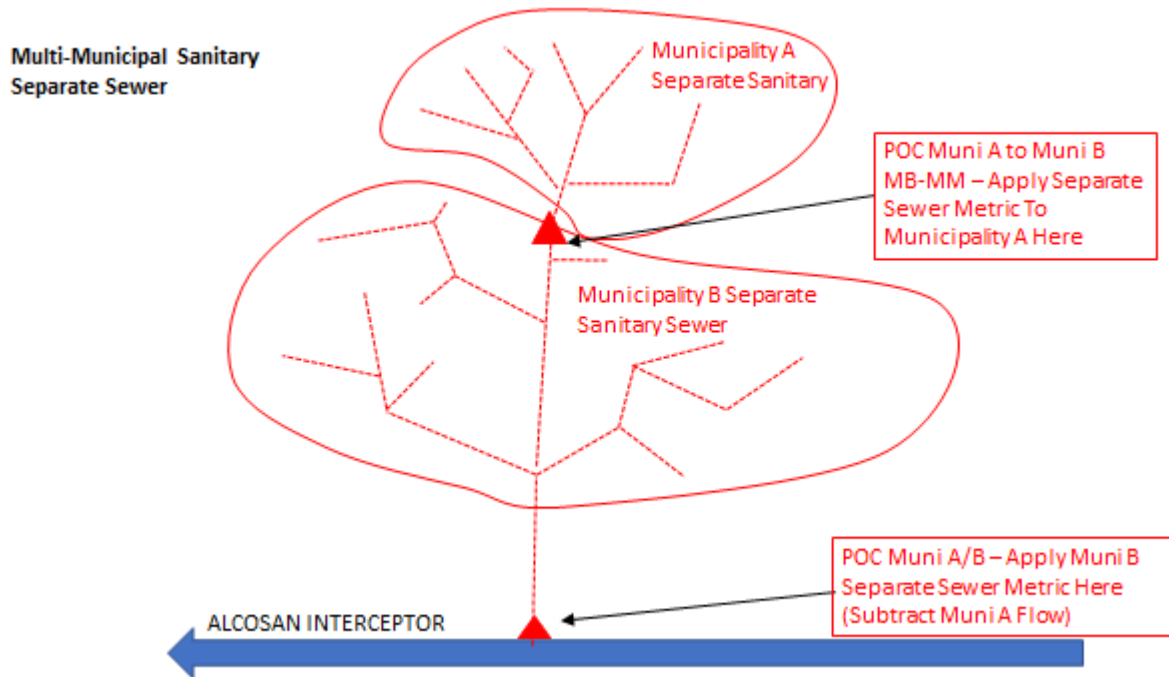 Multi-Municipal Sanitary
Separate Sewer
Municipality A
Separate Sanitary
POC Muni A to Muni B
MB-MM – Apply Separate
Sewer Metric To
Municipality A Here
Municipality B Separate
Sanitary Sewer
POC Muni A/B – Apply Muni B
Separate Sewer Metric Here
(Subtract Muni A Flow)
ALCOSAN INTERCEPTOR